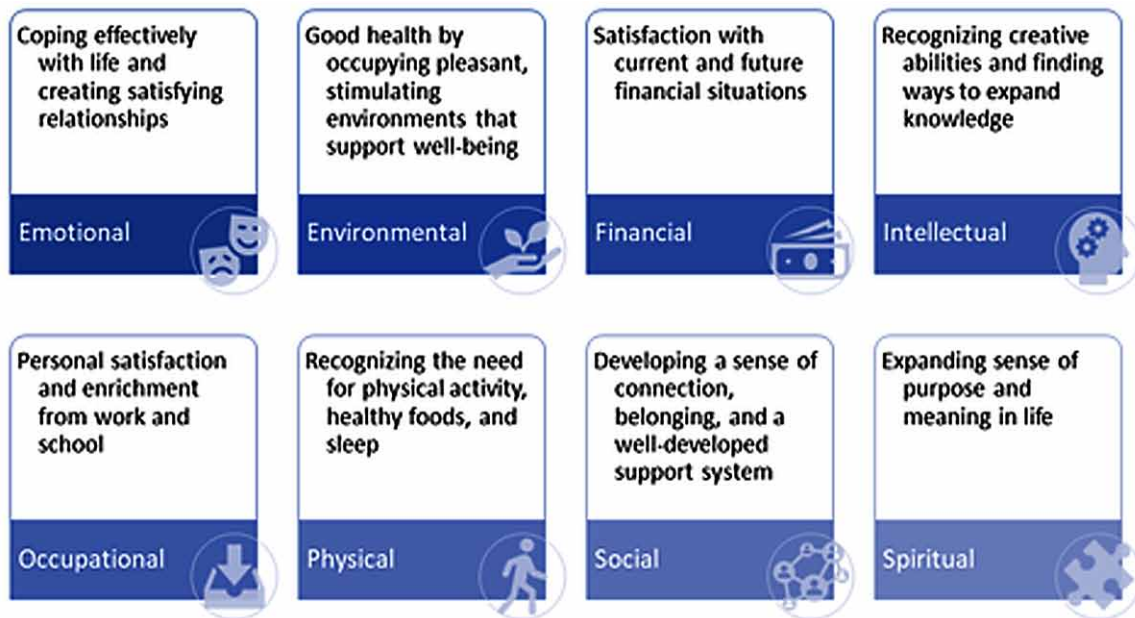 Coping effectively
with life and
creating satisfying
relationships
Emotional
Good health by
occupying pleasant,
stimulating
environments that
support well-being
Environmental
Satisfaction with
current and future
financial situations
Financial
Recognizing creative
abilities and finding
ways to expand
knowledge
Intellectual
Personal satisfaction
and enrichment
from work and
school
Occupational
Recognizing the need
for physical activity,
healthy foods, and
sleep
Physical
Developing a sense of
connection,
belonging, and a
well-developed
support system
Social
Expanding sense of
purpose and
meaning in life
Spiritual